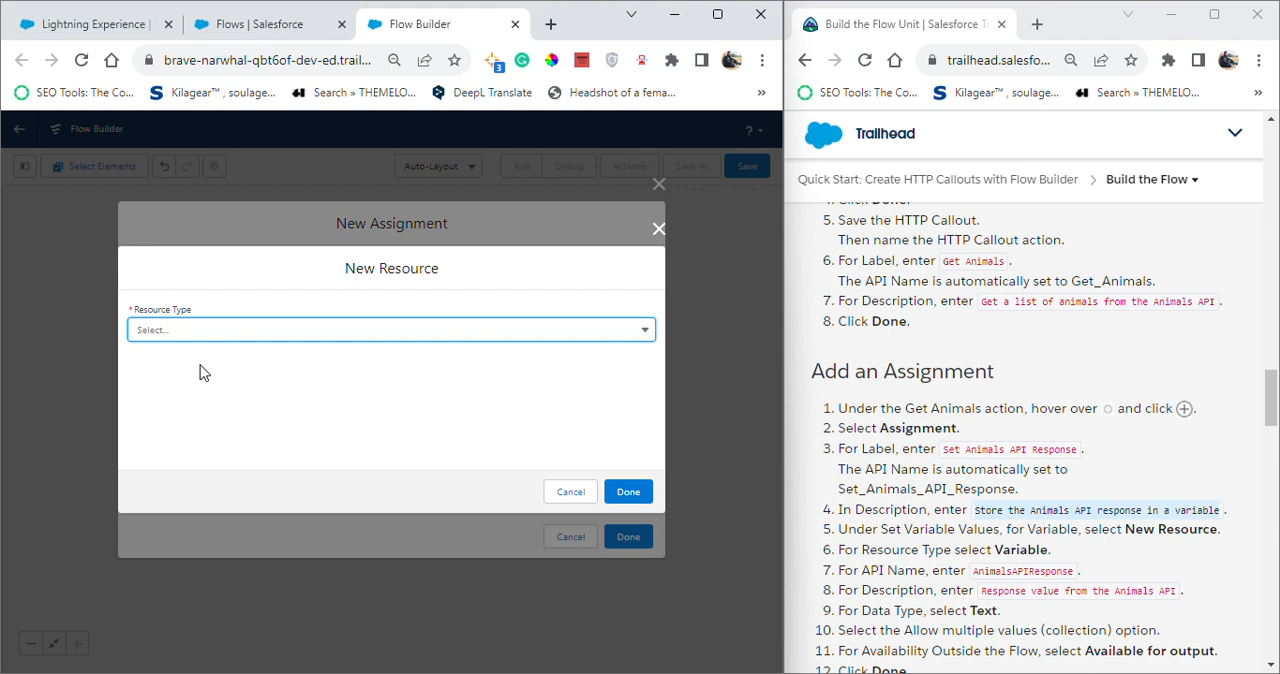 Lightning Experience |
Flows | Salesforce
Flow Builder
brave-narwhal-qbt6of-dev-ed.trail...
3
SEO Tools: The Co...
Kilagear™ , soulage...
Search » THEMELO...
DeepL Translate
Headshot of a fema...
»
Flow Builder
?
Select Elements
Auto-Layout
Run
Debug
Activate
Save As
Save
New Assignment
New Resource
* Resource Type
Select...
Cancel
Done
Cancel
Done
Build the Flow Unit | Salesforce Tr
trailhead.salesfo...
SEO Tools: The Co...
Kilagear™ , soulage...
Search » THEMELO...
»
Trailhead
Quick Start: Create HTTP Callouts with Flow Builder > Build the Flow
4. Click Done.
5. Save the HTTP Callout.
Then name the HTTP Callout action.
6. For Label, enter Get Animals .
The API Name is automatically set to Get_Animals.
7. For Description, enter Get a list of animals from the Animals API .
8. Click Done.
Add an Assignment
1. Under the Get Animals action, hover over and click .
2. Select Assignment.
3. For Label, enter Set Animals API Response .
The API Name is automatically set to
Set_Animals_API_Response.
4. In Description, enter Store the Animals API response in a variable .
5. Under Set Variable Values, for Variable, select New Resource.
6. For Resource Type select Variable.
7. For API Name, enter AnimalsAPIResponse .
8. For Description, enter Response value from the Animals API .
9. For Data Type, select Text.
10. Select the Allow multiple values (collection) option.
11. For Availability Outside the Flow, select Available for output.
12. Click Done